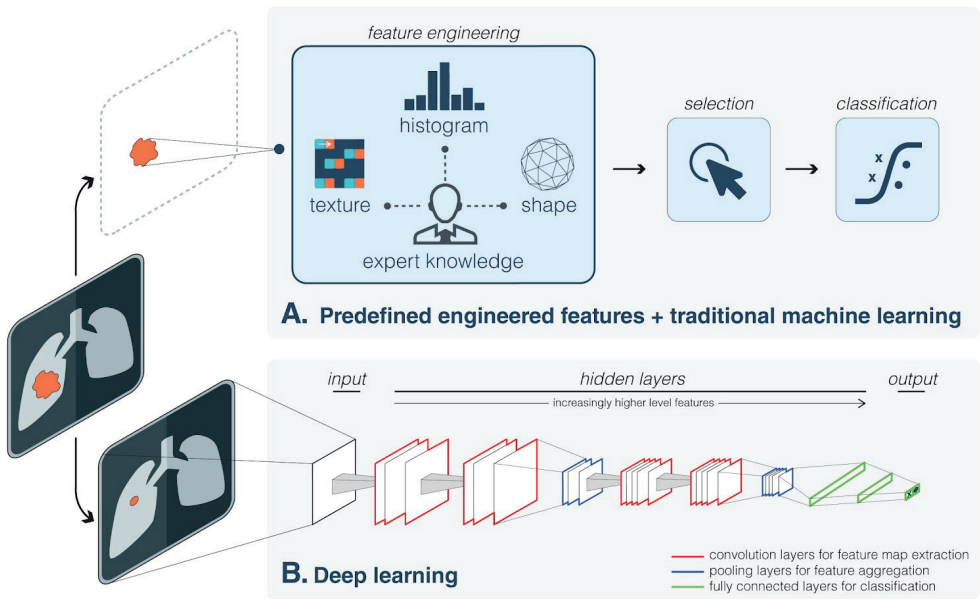 feature engineering
histogram
texture
shape
expert knowledge
selection
classification
A. Predefined engineered features + traditional machine learning
input
hidden layers
output
increasingly higher level features
convolution layers for feature map extraction
pooling layers for feature aggregation
fully connected layers for classification
B. Deep learning